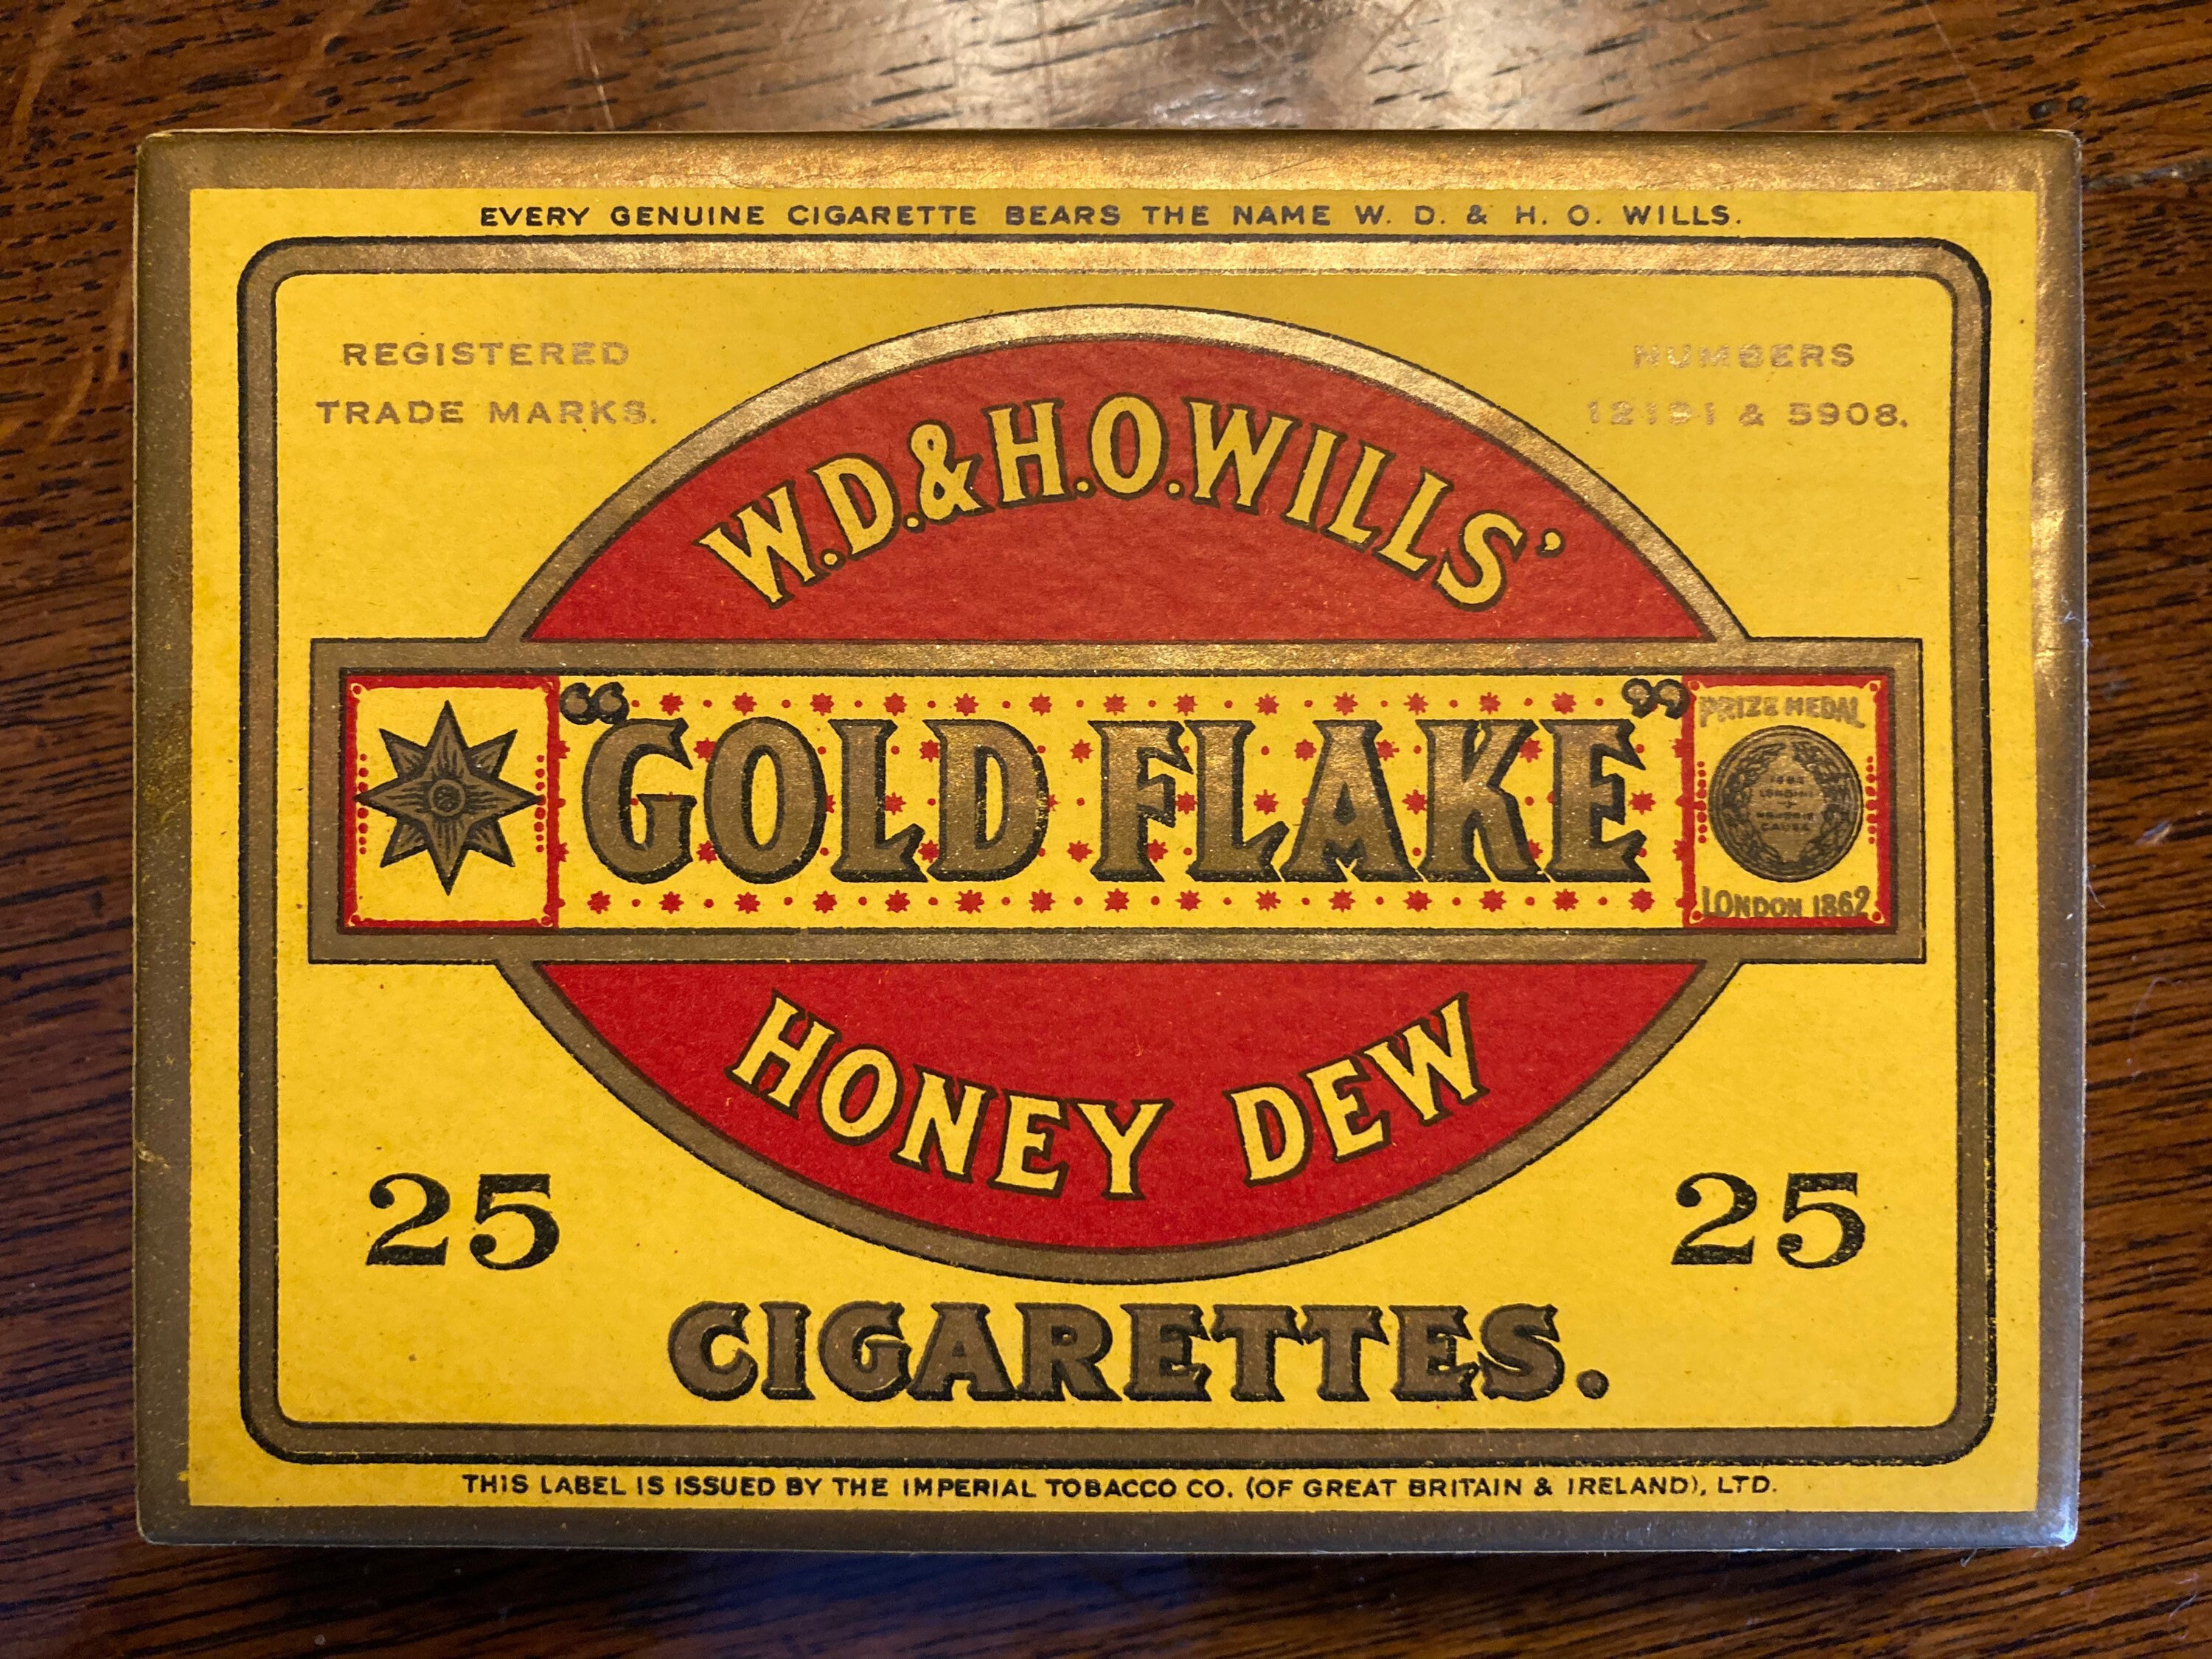 EVERY GENUINE CIGARETTE BEARS THE NAME W. D. & H. O. WILLS.
REGISTERED
TRADE MARKS.
NUMBERS
12191 & 5908.
W.D.&H.O.WILLS'
“GOLD FLAKE”
PRIZE MEDAL
LONDON
CAUSA
LONDON 1862
HONEY DEW
25
25
CIGARETTES.
THIS LABEL IS ISSUED BY THE IMPERIAL TOBACCO CO. (OF GREAT BRITAIN & IRELAND), LTD.